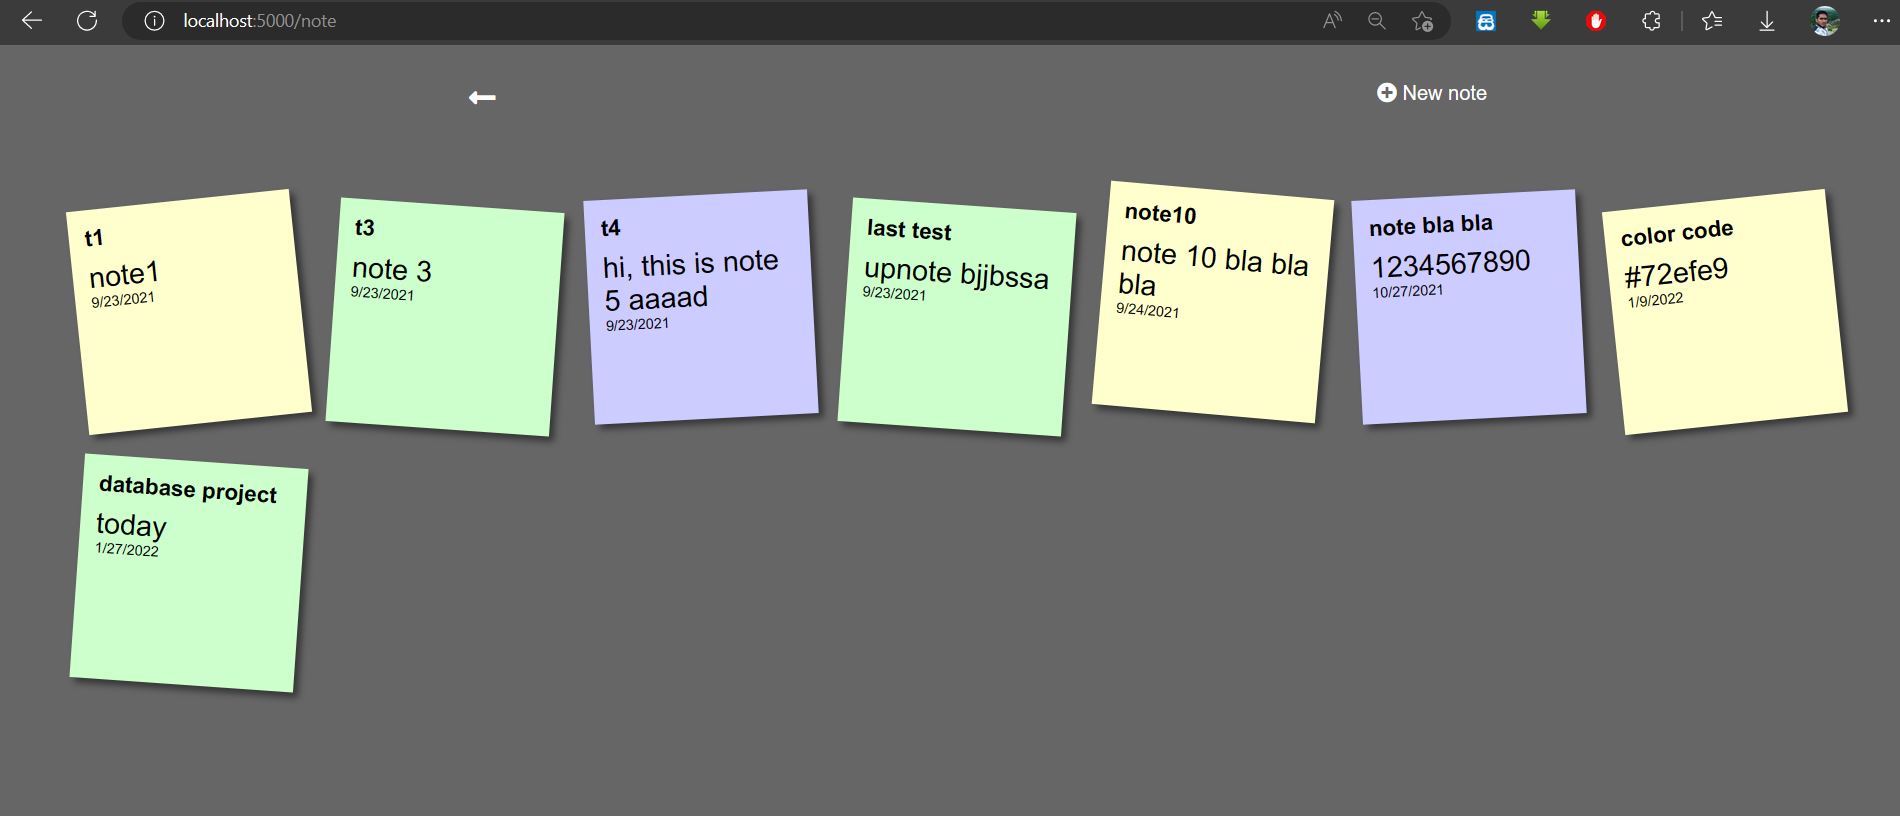 localhost:5000/note
New note
t1
note1
9/23/2021
t3
note 3
9/23/2021
t4
hi, this is note
5 aaaad
9/23/2021
last test
upnote bjjbssa
9/23/2021
note10
note 10 bla bla
bla
9/24/2021
note bla bla
1234567890
10/27/2021
color code
#72efe9
1/9/2022
database project
today
1/27/2022